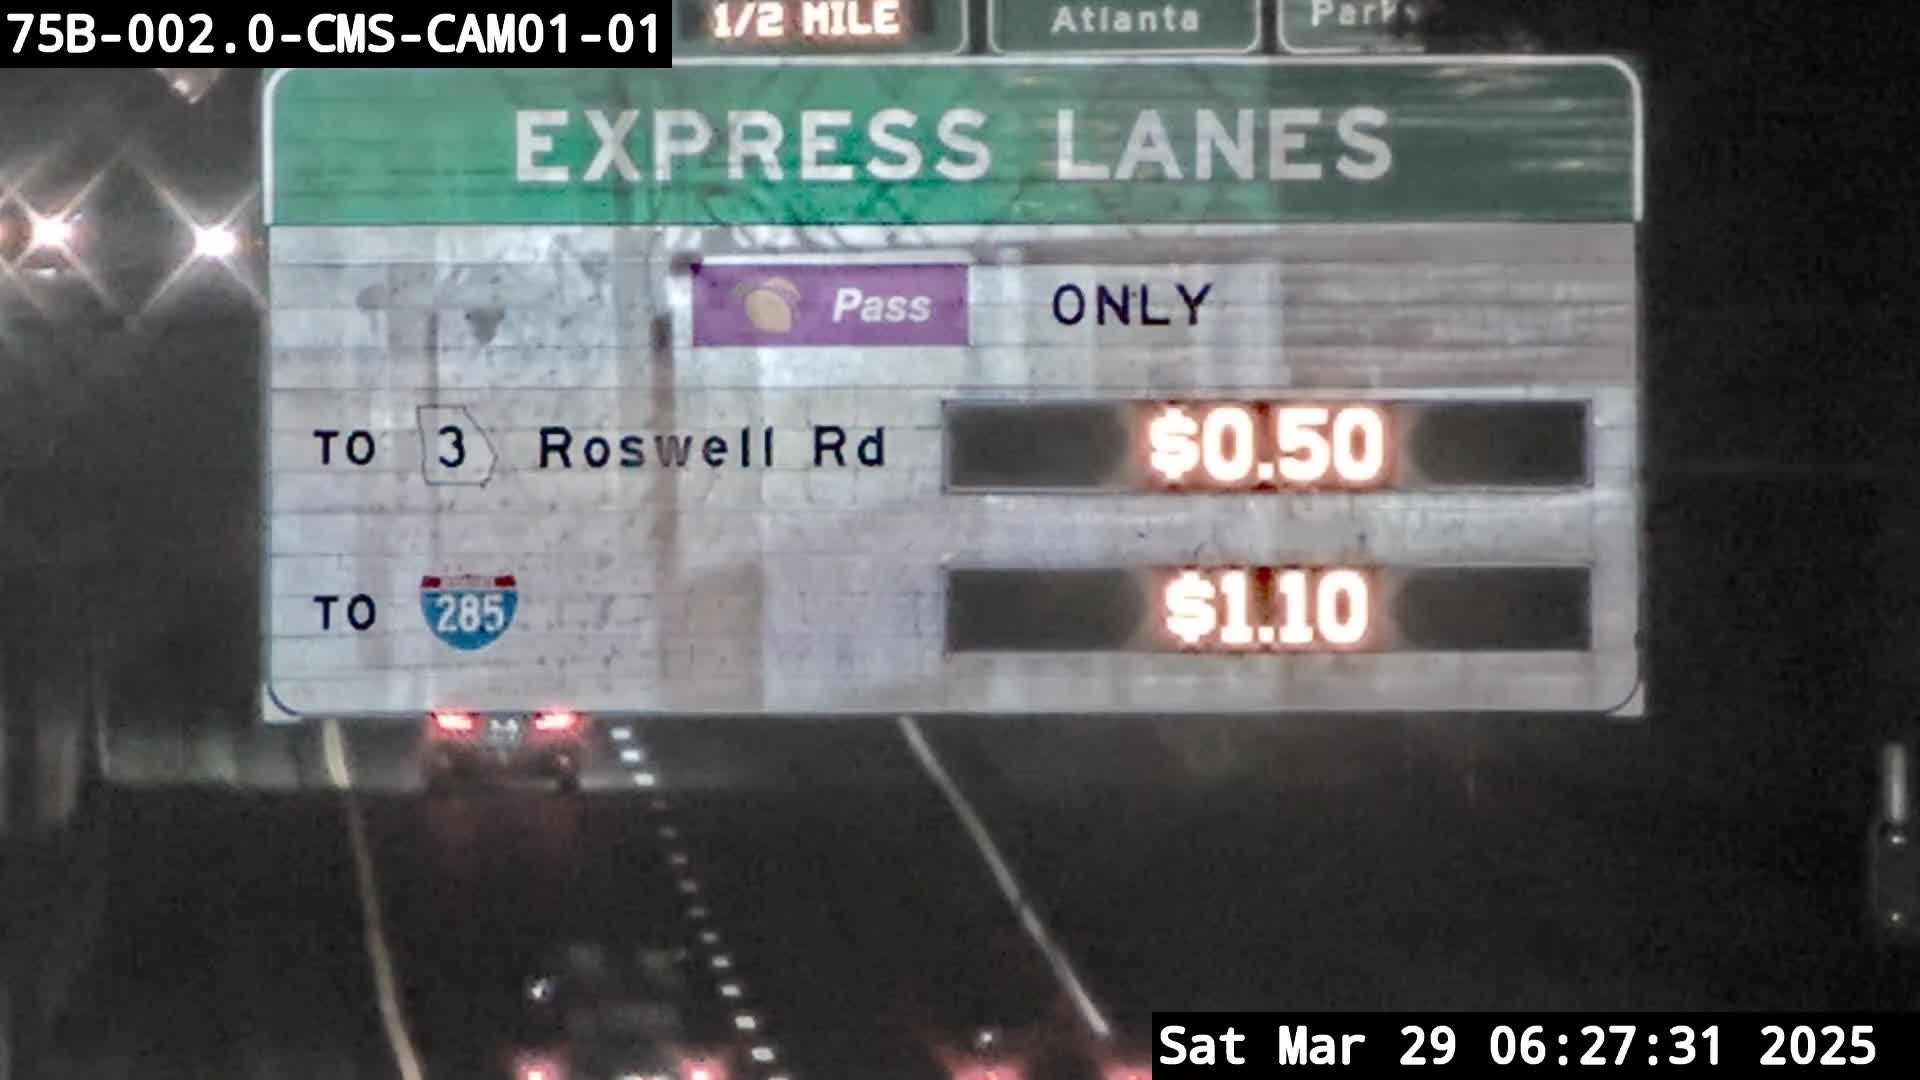 75B-002.0-CMS-CAM01-01
1/2 MILE
Atlanta
EXPRESS LANES
Pass ONLY
TO 3 Roswell Rd $0.50
TO 285 $1.10
Sat Mar 29 06:27:31 2025